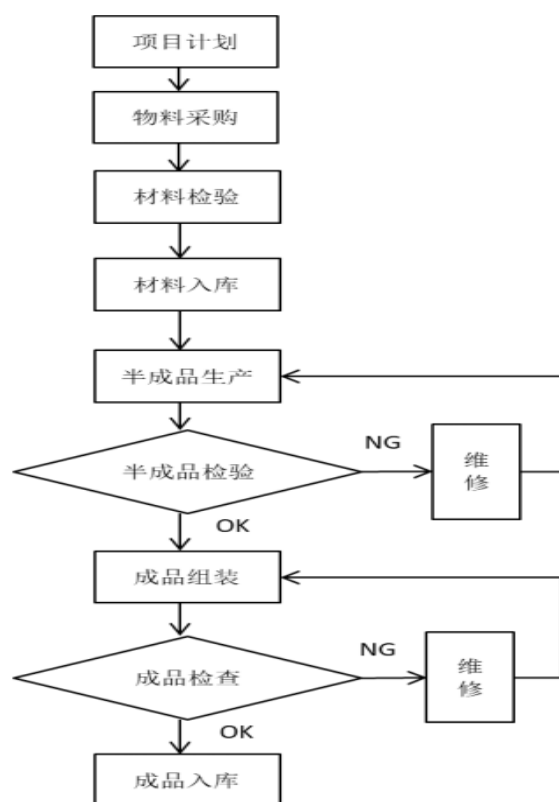 项目计划
物料采购
材料检验
材料入库
半成品生产
半成品检验
NG
维
修
OK
成品组装
成品检查
NG
维
修
OK
成品入库